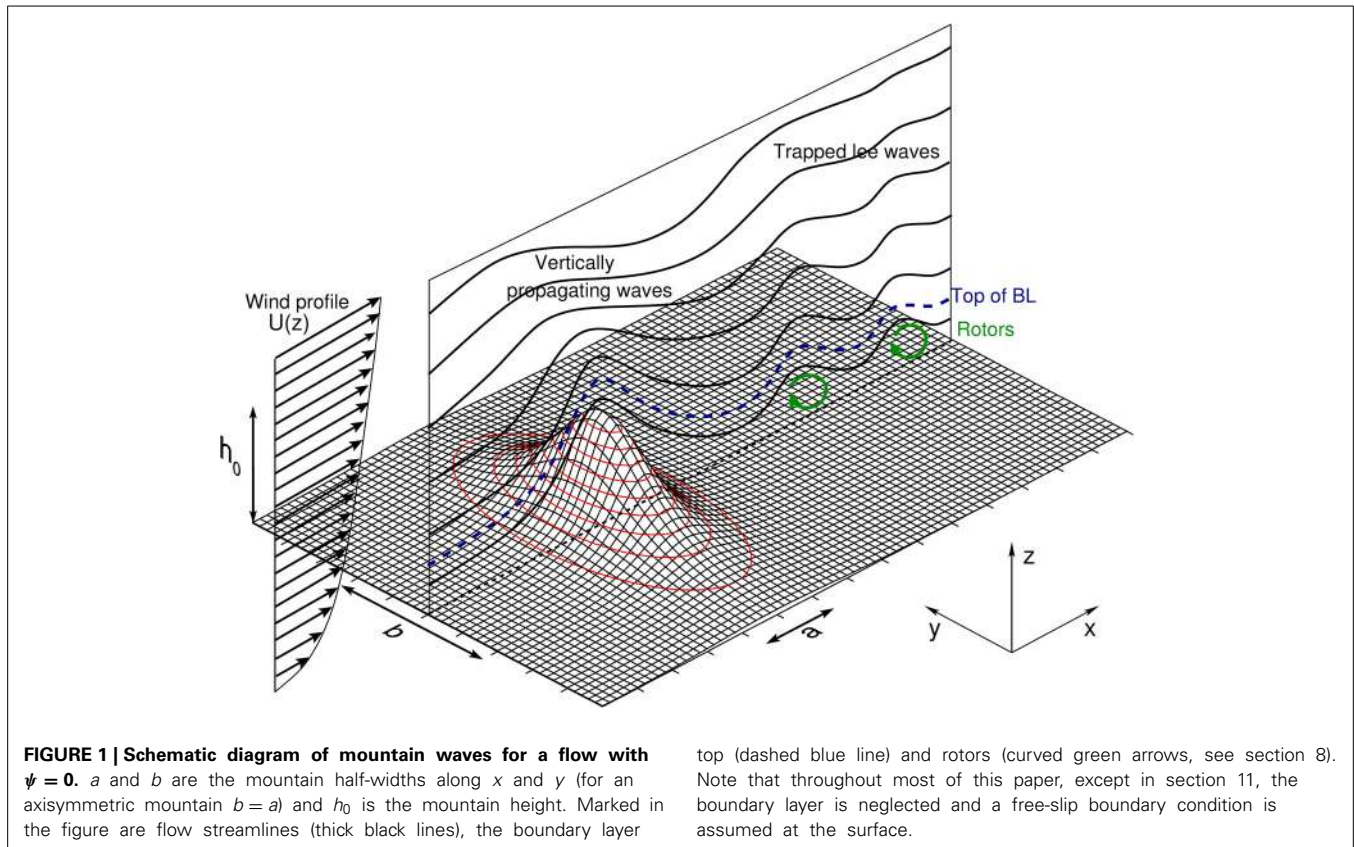 Trapped lee waves
Vertically
propagating waves
Wind profile
U(z)
Top of BL
Rotors
h0
z
b
a
y
x
FIGURE 1 | Schematic diagram of mountain waves for a flow with
ψ = 0. a and b are the mountain half-widths along x and y (for an
axisymmetric mountain b = a) and h0 is the mountain height. Marked in
the figure are flow streamlines (thick black lines), the boundary layer
top (dashed blue line) and rotors (curved green arrows, see section 8).
Note that throughout most of this paper, except in section 11, the
boundary layer is neglected and a free-slip boundary condition is
assumed at the surface.